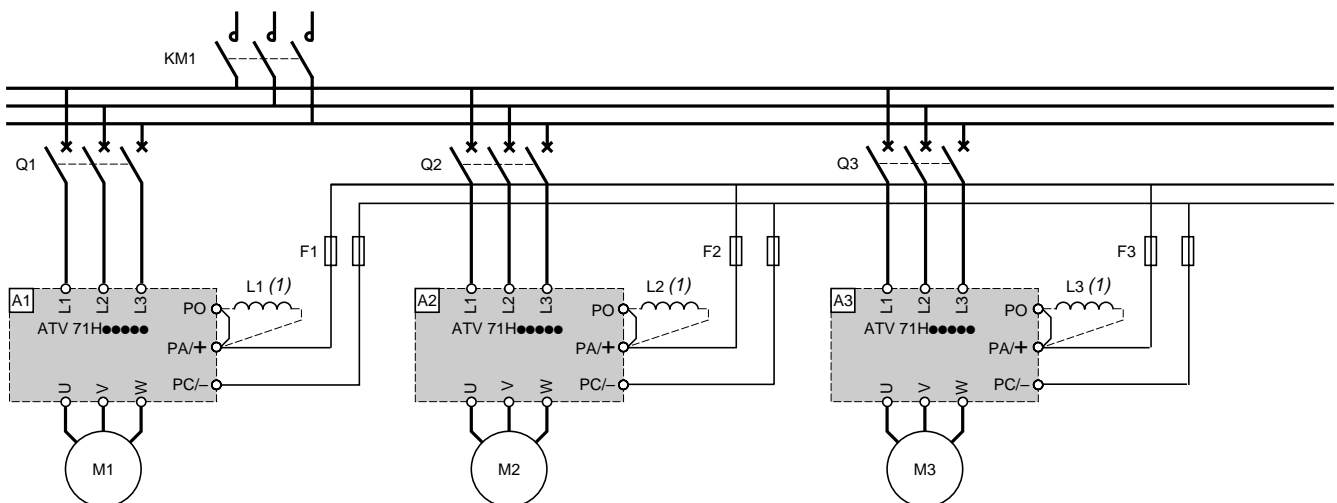 KM1
Q1
Q2
Q3
F1
F2
F3
A1
L1
L2
L3
PO
L1 (1)
ATV 71H●●●●●
PA/+
PC/–
U
V
W
M1
A2
L1
L2
L3
PO
L2 (1)
ATV 71H●●●●●
PA/+
PC/–
U
V
W
M2
A3
L1
L2
L3
PO
L3 (1)
ATV 71H●●●●●
PA/+
PC/–
U
V
W
M3